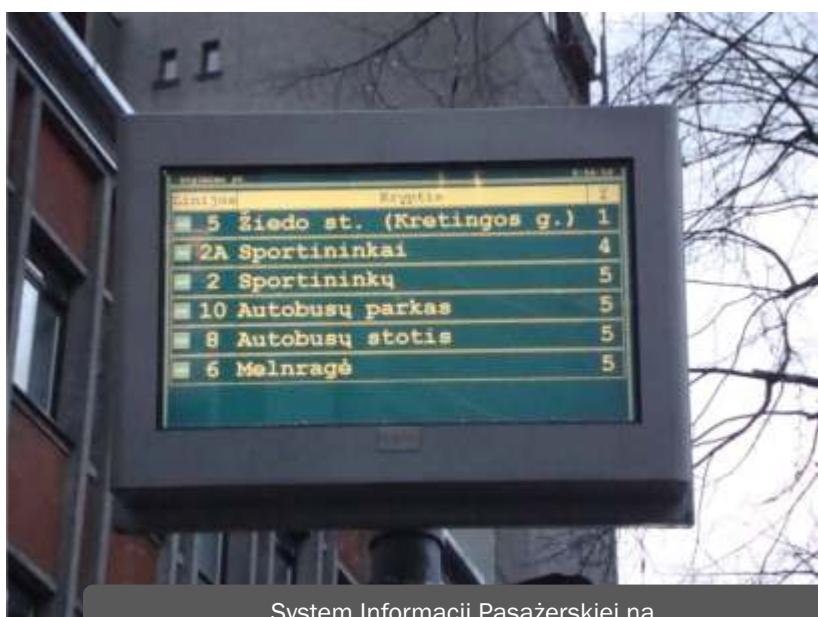 Linijos Kryptis
5 Žiedo st. (Kretingos g.) 1
2A Sportininkai 4
2 Sportininkų 5
10 Autobusų parkas 5
8 Autobusų stotis 5
6 Melnragė 5
System Informacji Pasażerskiej na